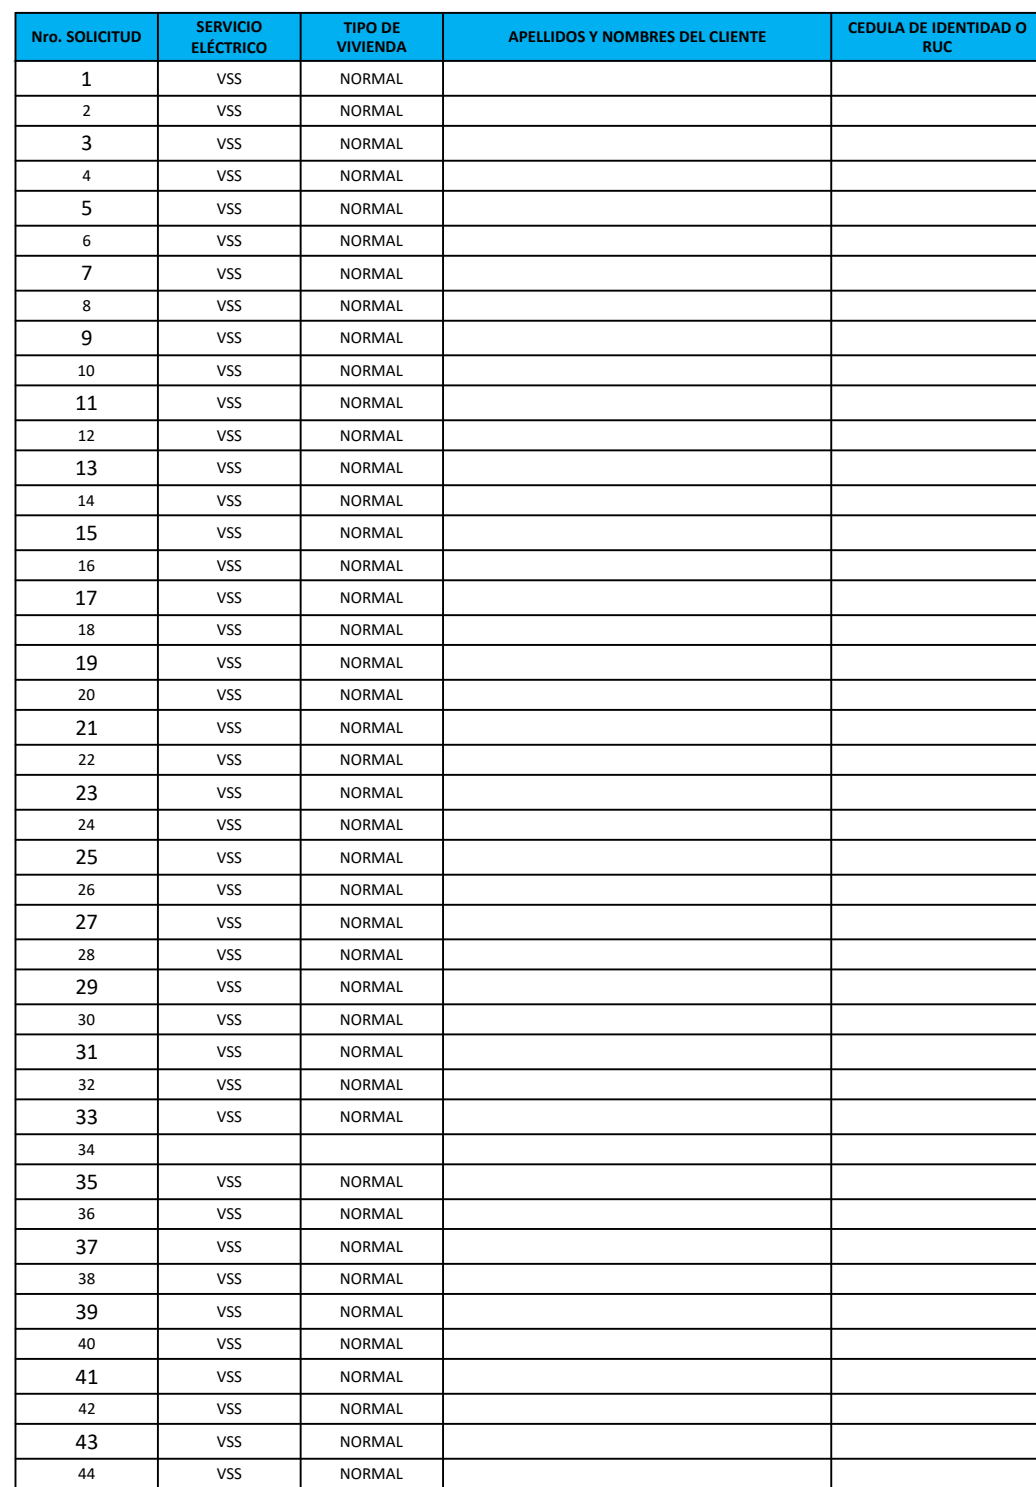 Nro. SOLICITUD SERVICIO ELÉCTRICO TIPO DE VIVIENDA APELLIDOS Y NOMBRES DEL CLIENTE CEDULA DE IDENTIDAD O RUC
1 VSS NORMAL
2 VSS NORMAL
3 VSS NORMAL
4 VSS NORMAL
5 VSS NORMAL
6 VSS NORMAL
7 VSS NORMAL
8 VSS NORMAL
9 VSS NORMAL
10 VSS NORMAL
11 VSS NORMAL
12 VSS NORMAL
13 VSS NORMAL
14 VSS NORMAL
15 VSS NORMAL
16 VSS NORMAL
17 VSS NORMAL
18 VSS NORMAL
19 VSS NORMAL
20 VSS NORMAL
21 VSS NORMAL
22 VSS NORMAL
23 VSS NORMAL
24 VSS NORMAL
25 VSS NORMAL
26 VSS NORMAL
27 VSS NORMAL
28 VSS NORMAL
29 VSS NORMAL
30 VSS NORMAL
31 VSS NORMAL
32 VSS NORMAL
33 VSS NORMAL
34
35 VSS NORMAL
36 VSS NORMAL
37 VSS NORMAL
38 VSS NORMAL
39 VSS NORMAL
40 VSS NORMAL
41 VSS NORMAL
42 VSS NORMAL
43 VSS NORMAL
44 VSS NORMAL